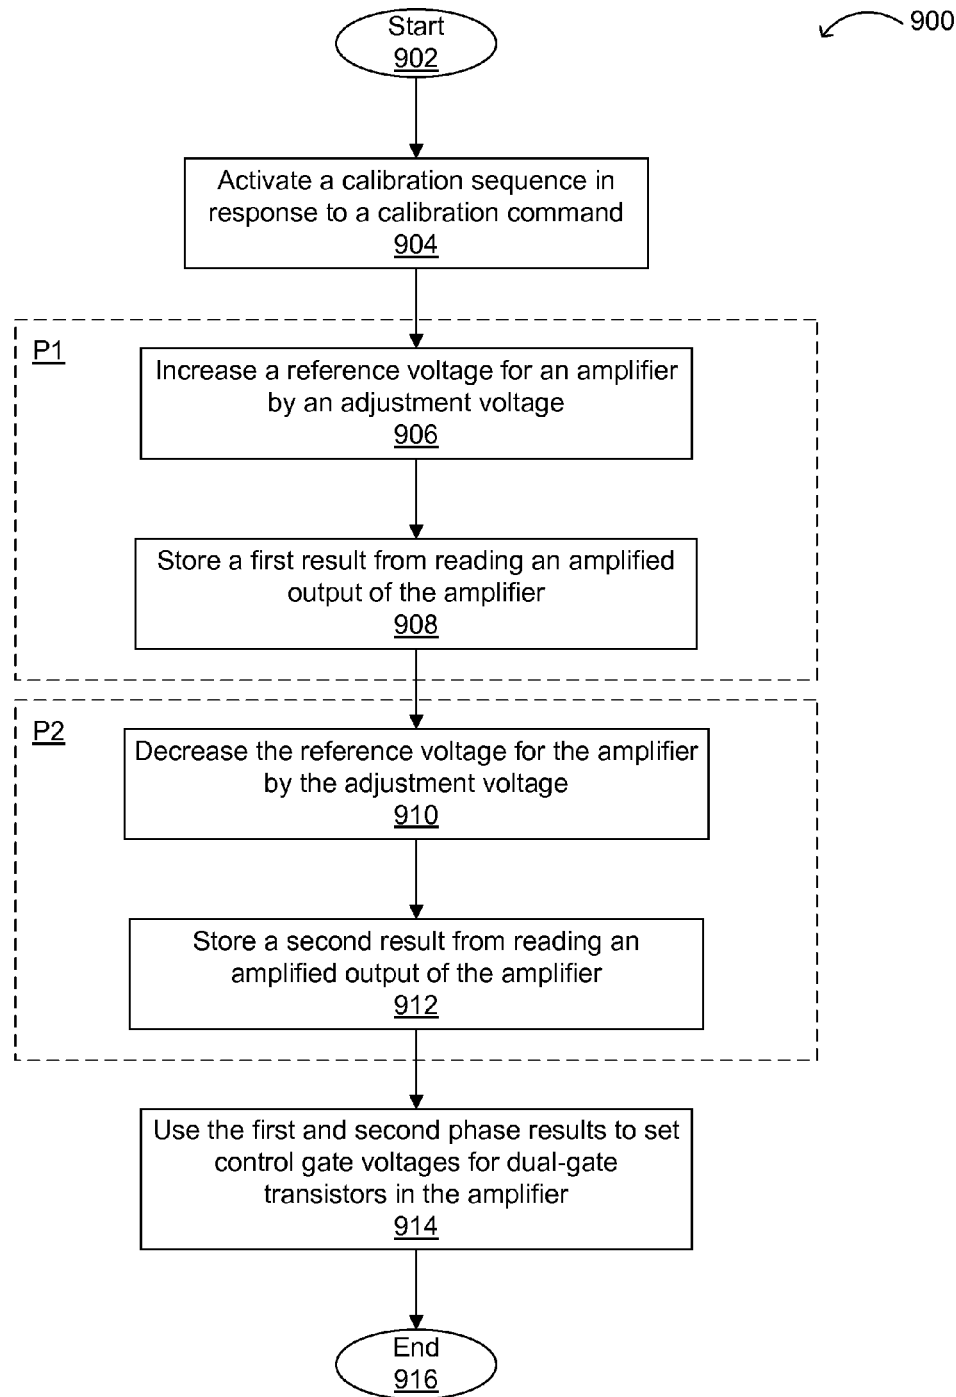 Start
902
900
Activate a calibration sequence in
response to a calibration command
904
P1
Increase a reference voltage for an amplifier
by an adjustment voltage
906
Store a first result from reading an amplified
output of the amplifier
908
P2
Decrease the reference voltage for the amplifier
by the adjustment voltage
910
Store a second result from reading an
amplified output of the amplifier
912
Use the first and second phase results to set
control gate voltages for dual-gate
transistors in the amplifier
914
End
916